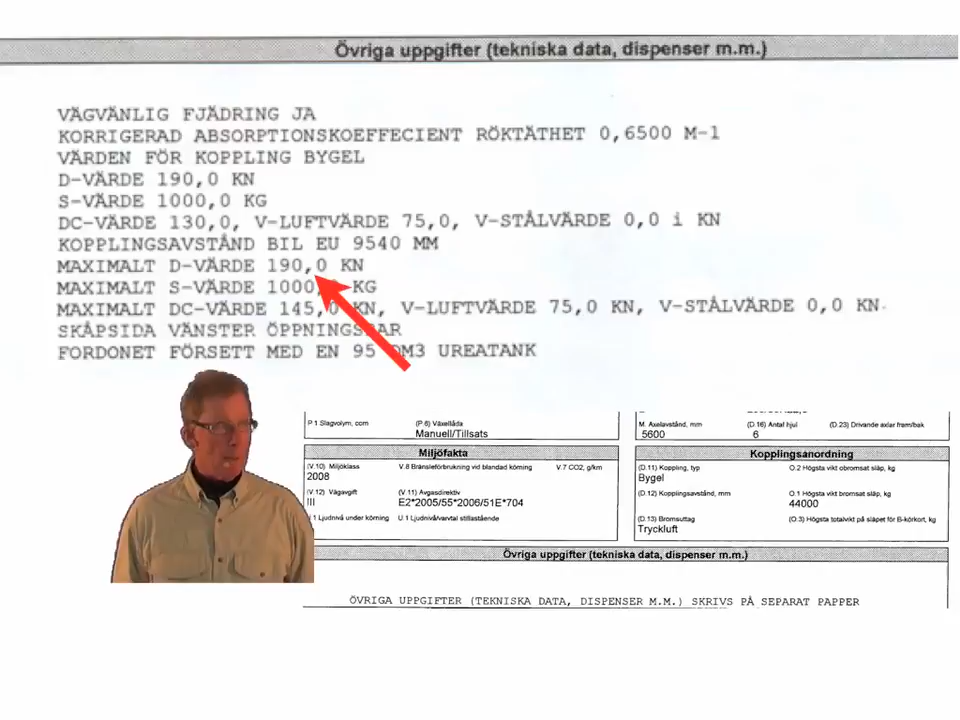 Övriga uppgifter (tekniska data, dispenser m.m.)
VÄGVÄNLIG FJÄDRING JA
KORRIGERAD ABSORPTIONSKOEFFECIENT RÖKTÄTHET 0,6500 M-1
VÄRDEN FÖR KOPPLING BYGEL
D-VÄRDE 190,0 KN
S-VÄRDE 1000,0 KG
DC-VÄRDE 130,0, V-LUFTVÄRDE 75,0, V-STÅLVÄRDE 0,0 i KN
KOPPLINGSAVSTÅND BIL EU 9540 MM
MAXIMALT D-VÄRDE 190,0 KN
MAXIMALT S-VÄRDE 1000, KG
MAXIMALT DC-VÄRDE 145,0 KN, V-LUFTVÄRDE 75,0 KN, V-STÅLVÄRDE 0,0 KN.
SKÅPSIDA VÄNSTER ÖPPNINGSBAR
FORDONET FÖRSETT MED EN 95 DM3 UREATANK
P 1 Slagvolym, ccm (P 6) Växellåda
Manuell/Tillsats
Miljöfakta
(V.10) Miljöklass V.8 Bränsleförbrukning vid blandad körning V.7 CO2, g/km
2008
(V.12) Vägavgift (V.11) Avgasdirektiv
III E2*2005/55*2006/51E*704
1 Ljudnivå under körning U 1 Ljudnivå/varvtal stillastående
M. Axelavstånd, mm (D.16) Antal hjul (D.23) Drivande axlar fram/bak
5600 6
Kopplingsanordning
(D.11) Koppling, typ O.2 Högsta vikt obromsat släp, kg
Bygel
(D.12) Kopplingsavstånd, mm O.1 Högsta vikt bromsat släp, kg
44000
(D.13) Bromsuttag (O.3) Högsta totalvikt på släpet för B-körkort, kg
Tryckluft
Övriga uppgifter (tekniska data, dispenser m.m.)
ÖVRIGA UPPGIFTER (TEKNISKA DATA, DISPENSER M.M.) SKRIVS PÅ SEPARAT PAPPER